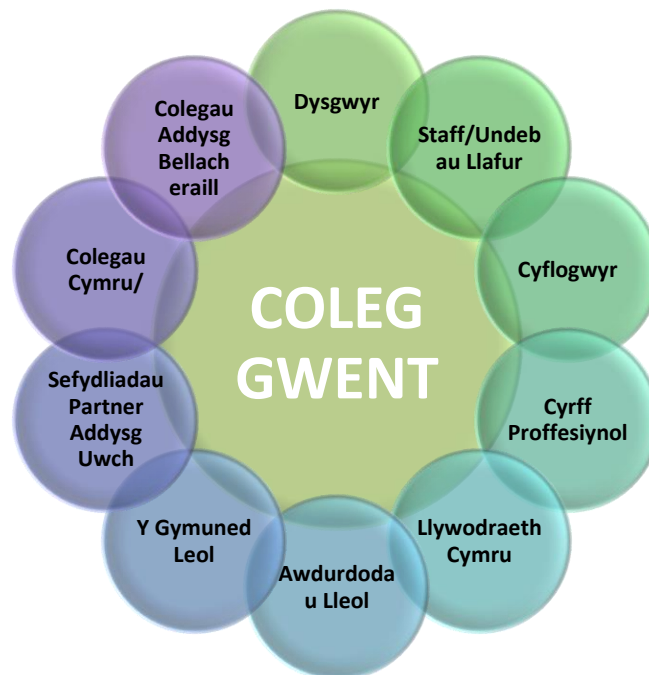 Dysgwyr
Staff/Undeb
au Llafur
Cyflogwyr
Cyrff
Proffesiynol
Llywodraeth
Cymru
Awdurdoda
u Lleol
Y Gymuned
Leol
Sefydliadau
Partner
Addysg
Uwch
Colegau
Cymru/
Colegau
Addysg
Bellach
eraill
COLEG
GWENT